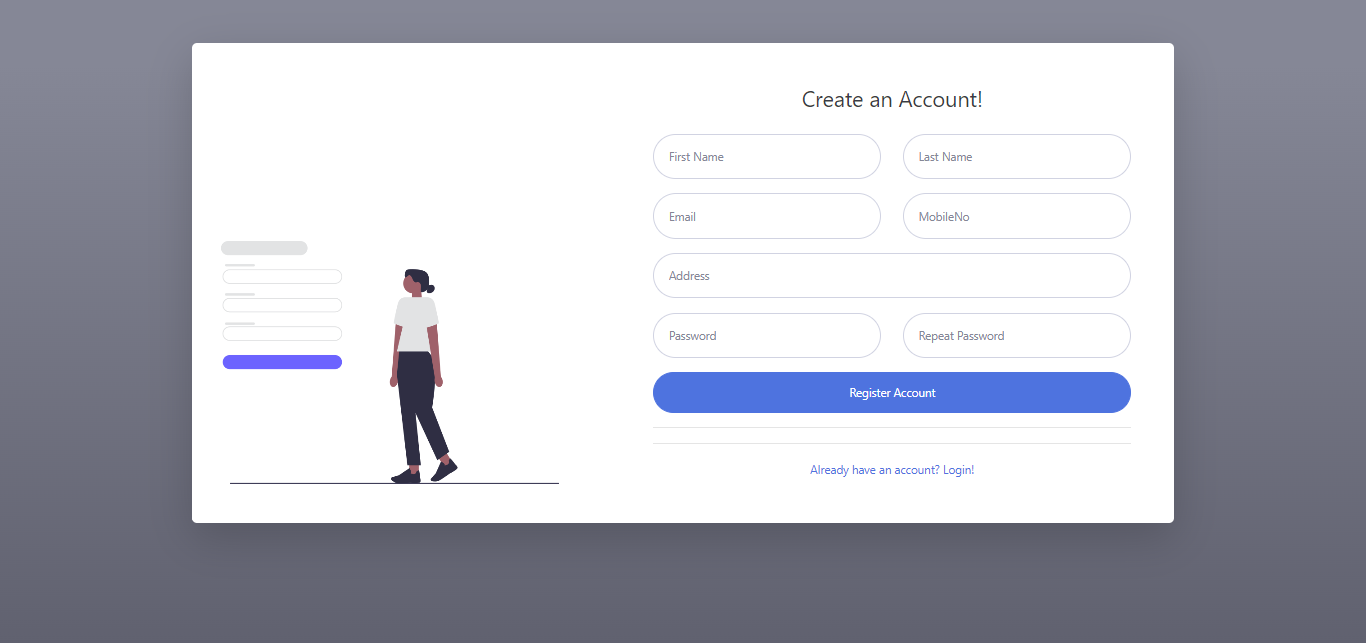 Create an Account!
First Name
Last Name
Email
MobileNo
Address
Password
Repeat Password
Register Account
Already have an account? Login!